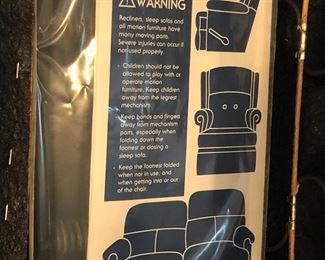 WARNING
Recliners, sleep sofas and
all motion furniture have
many moving parts.
Severe injuries can occur if
not used properly.
- Children should not be
allowed to play with or
operate motion
furniture. Keep children
away from the legrest
mechanism.
- Keep hands and fingers
away from mechanism
parts, especially when
folding down the
footrest or closing a
sleep sofa.
- Keep the footrest folded
when not in use, and
when getting into or out
of the chair.